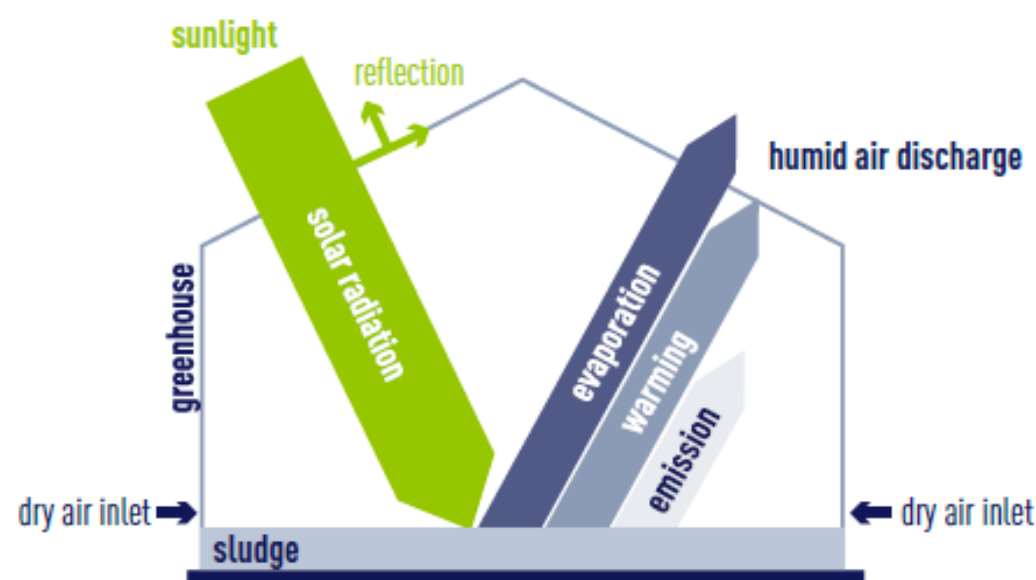 sunlight
reflection
humid air discharge
solar radiation
evaporation
warming
emission
greenhouse
dry air inlet
dry air inlet
sludge